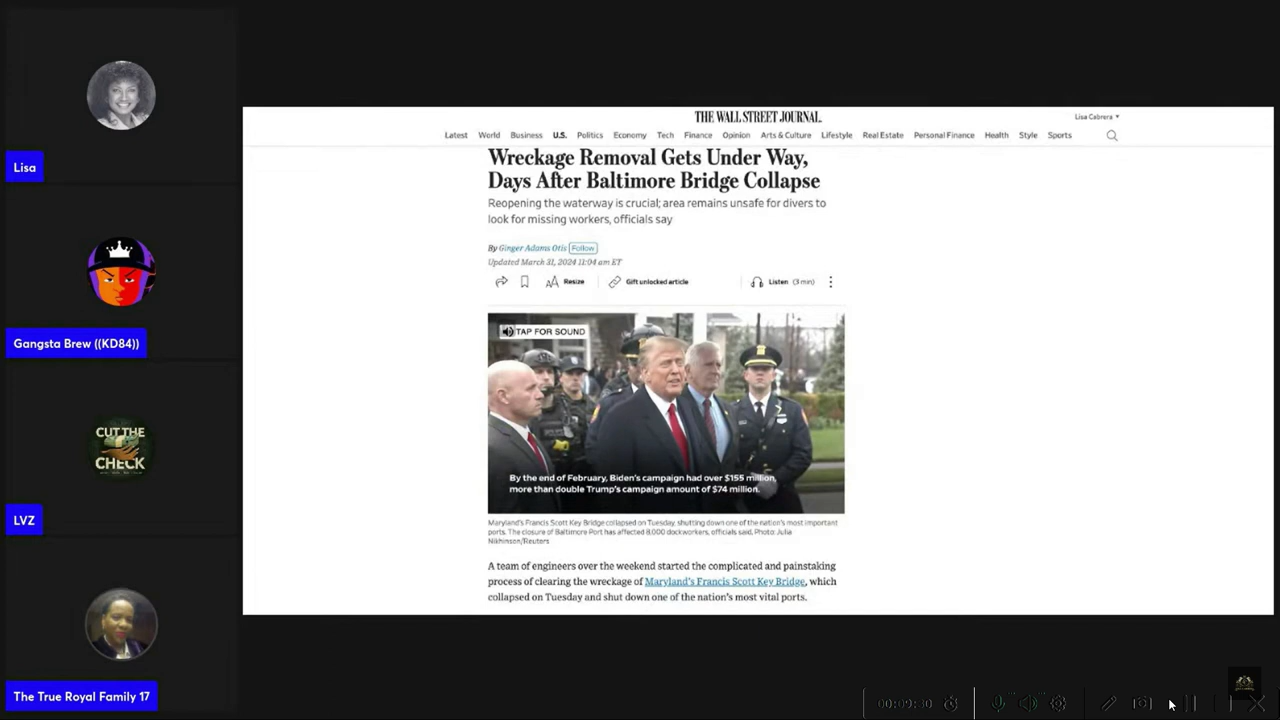 Lisa
Gangsta Brew ((KD84))
CUT THE
CHECK
LVZ
The True Royal Family 17
THE WALL STREET JOURNAL.
Lisa Cabrera
Latest World Business U.S. Politics Economy Tech Finance Opinion Arts & Culture Lifestyle Real Estate Personal Finance Health Style Sports
Wreckage Removal Gets Under Way,
Days After Baltimore Bridge Collapse
Reopening the waterway is crucial; area remains unsafe for divers to
look for missing workers, officials say
By Ginger Adams Otis Follow
Updated March 31, 2024 11:04 am ET
AA Resize Gift unlocked article Listen (3 min)
TAP FOR SOUND
By the end of February, Biden's campaign had over $155 million,
more than double Trump's campaign amount of $74 million.
Maryland's Francis Scott Key Bridge collapsed on Tuesday, shutting down one of the nation's most important
ports. The closure of Baltimore Port has affected 8,000 dockworkers, officials said. Photo: Julia
Nikhinson/Reuters
A team of engineers over the weekend started the complicated and painstaking
process of clearing the wreckage of Maryland's Francis Scott Key Bridge, which
collapsed on Tuesday and shut down one of the nation's most vital ports.
00:09:30